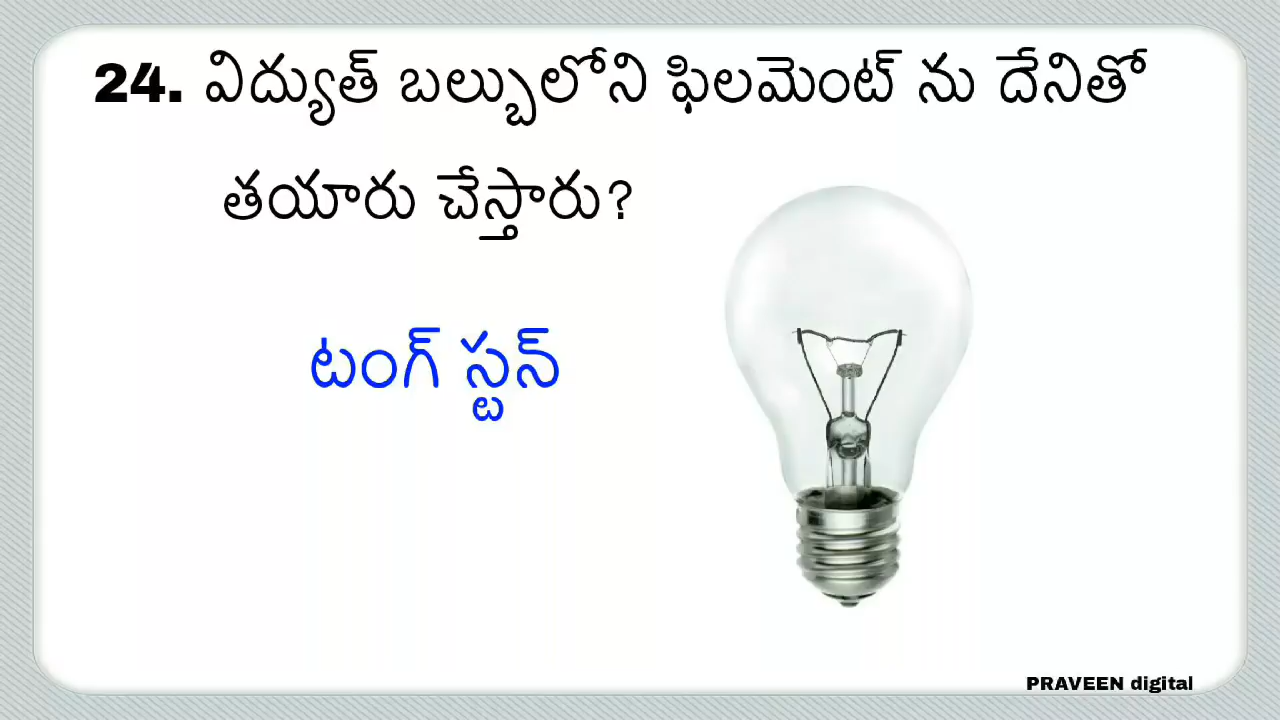 24. విద్యుత్ బల్బులోని ఫిలమెంట్ ను దేనితో
తయారు చేస్తారు?
టంగ్ స్టన్
PRAVEEN digital